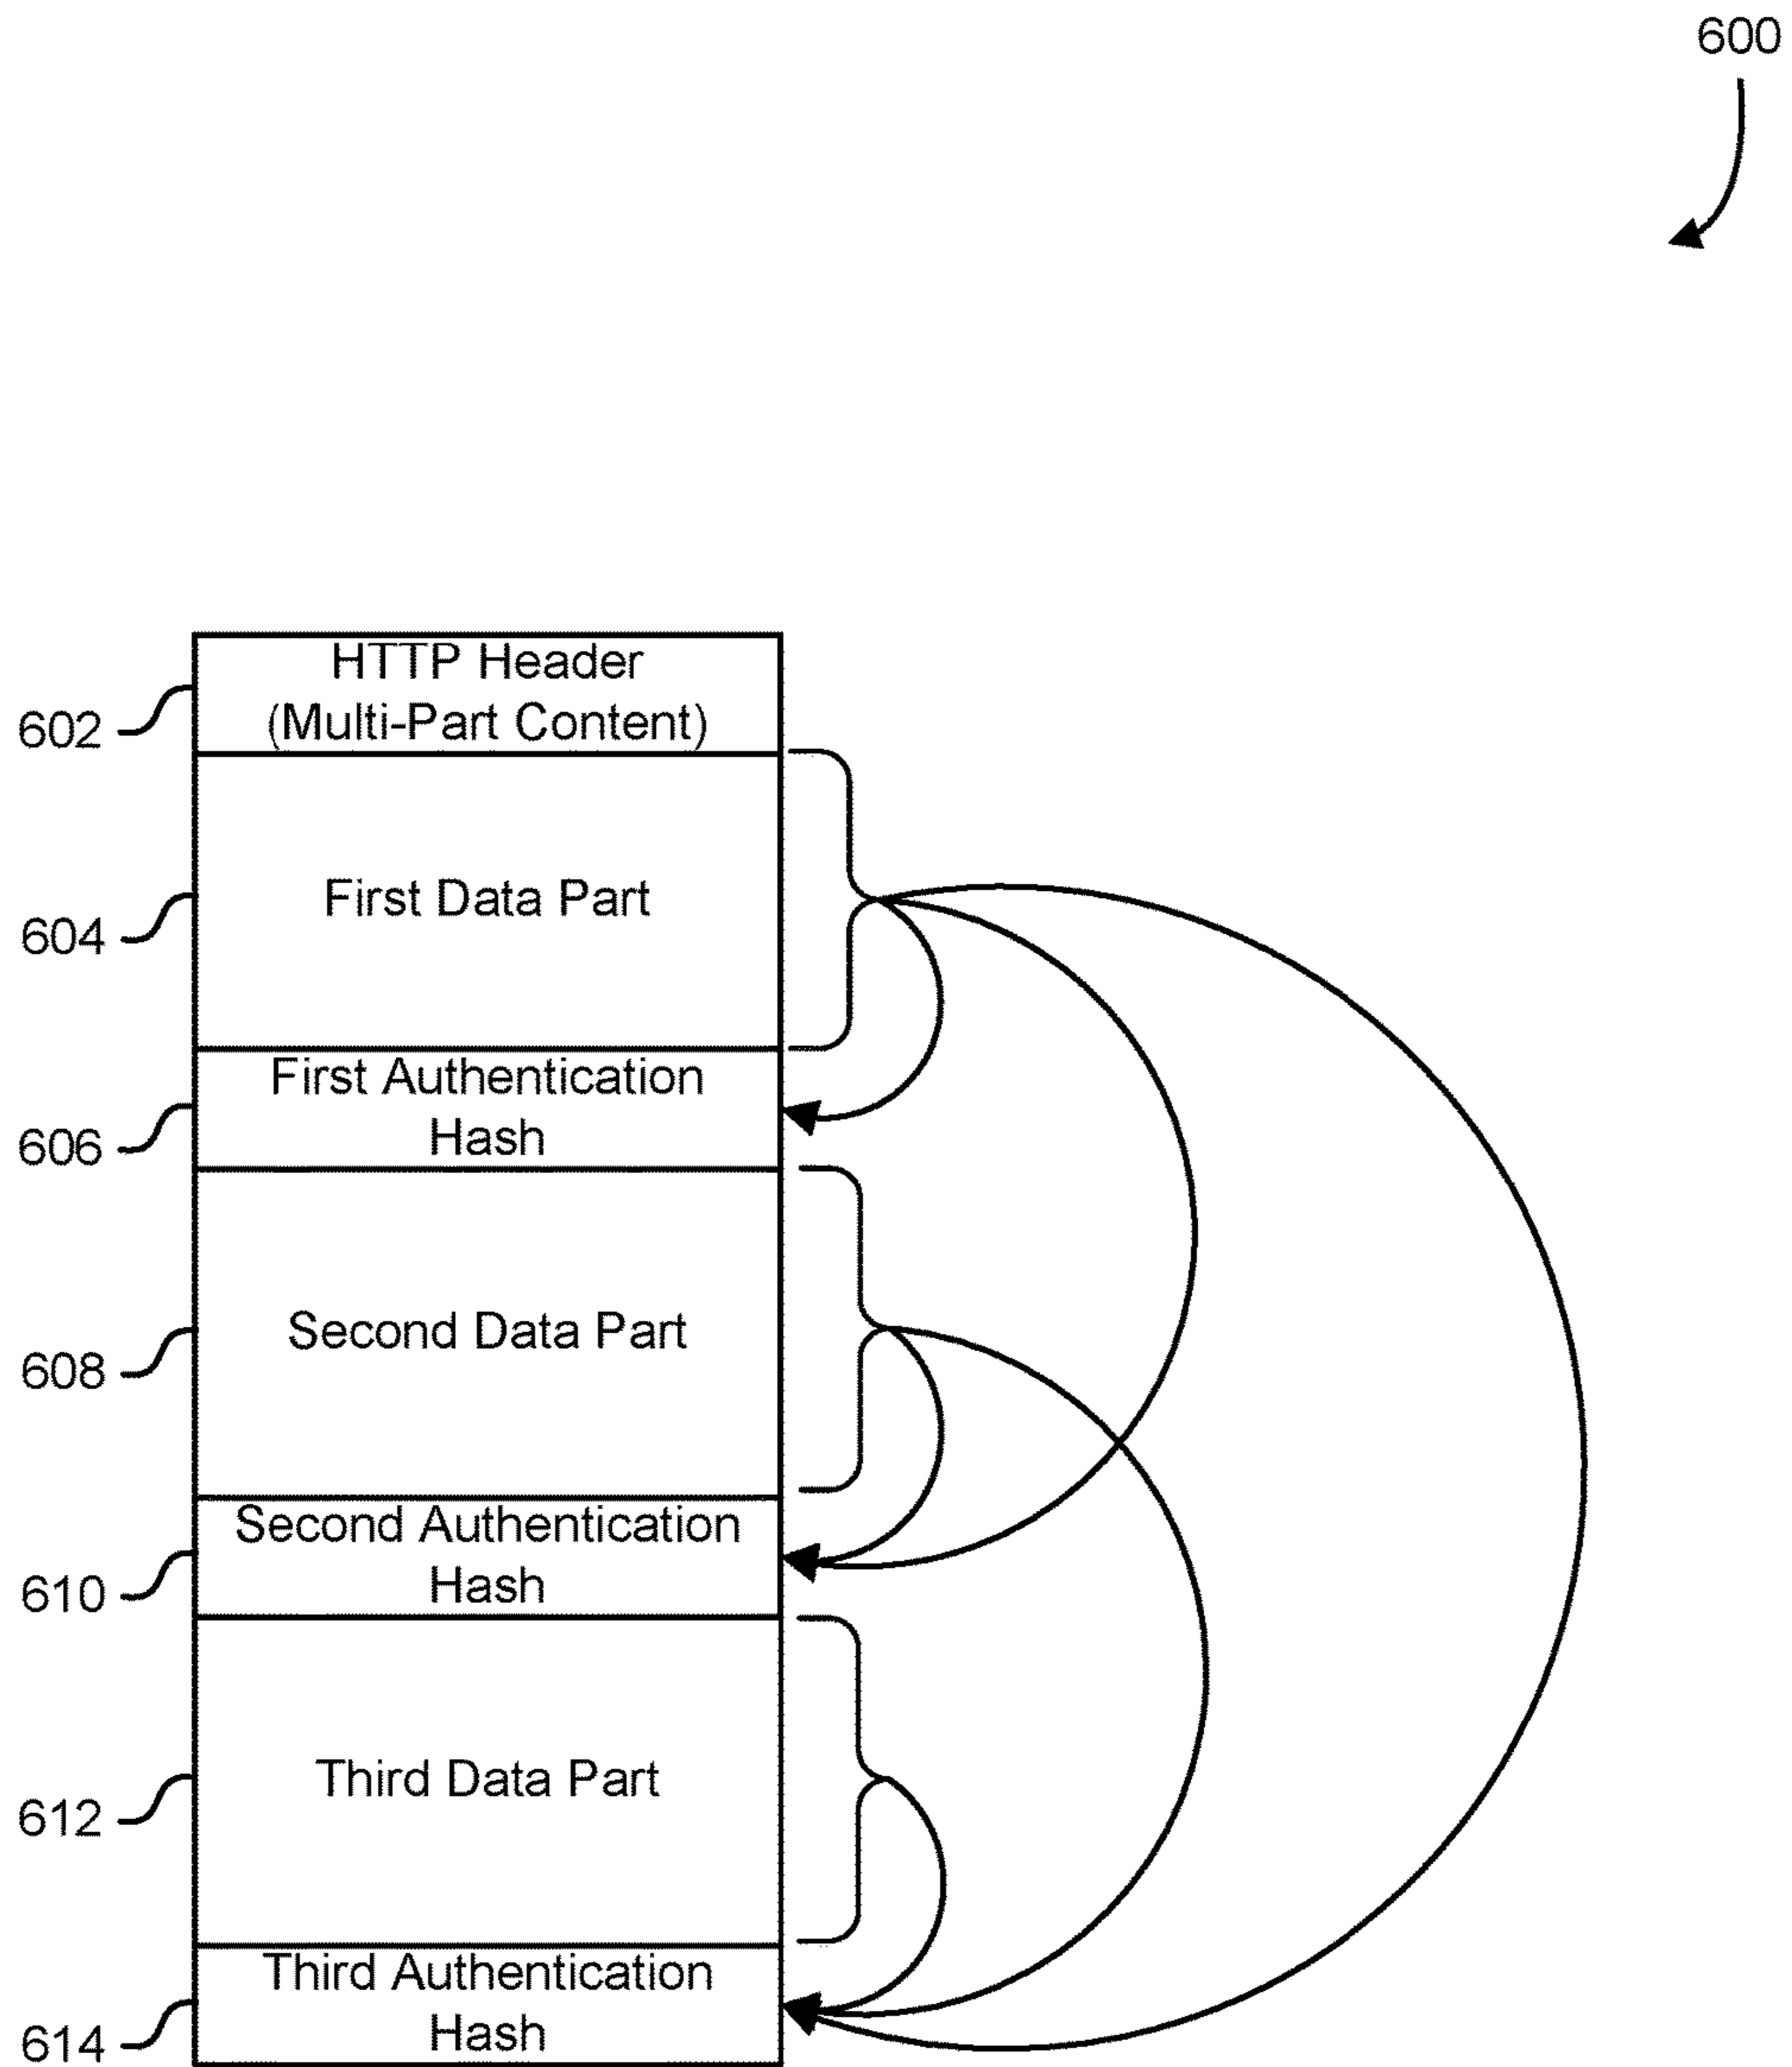 600
HTTP Header
(Multi-Part Content)
602
First Data Part
604
First Authentication
Hash
606
Second Data Part
608
Second Authentication
Hash
610
Third Data Part
612
Third Authentication
Hash
614